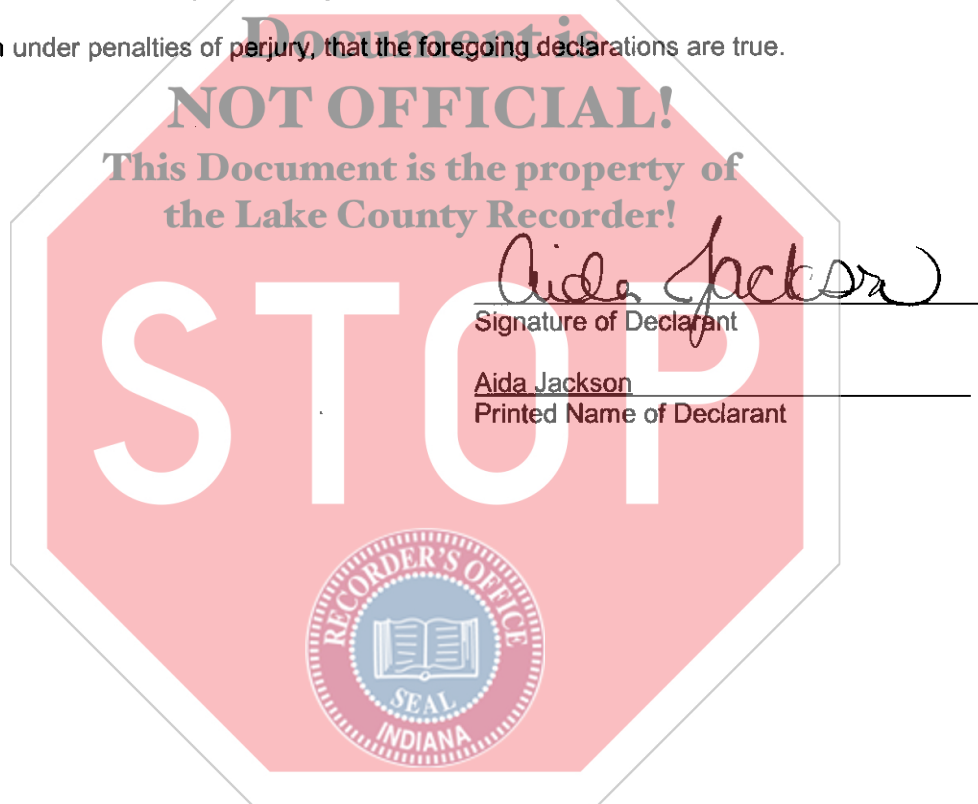 under penalties of perjury, that the foregoing declarations are true.
Document is
NOT OFFICIAL!
This Document is the property of
the Lake County Recorder!
Aida Jackson
Signature of Declarant
Aida Jackson
Printed Name of Declarant
STOP
RECORDER'S OFFICE
SEAL
INDIANA